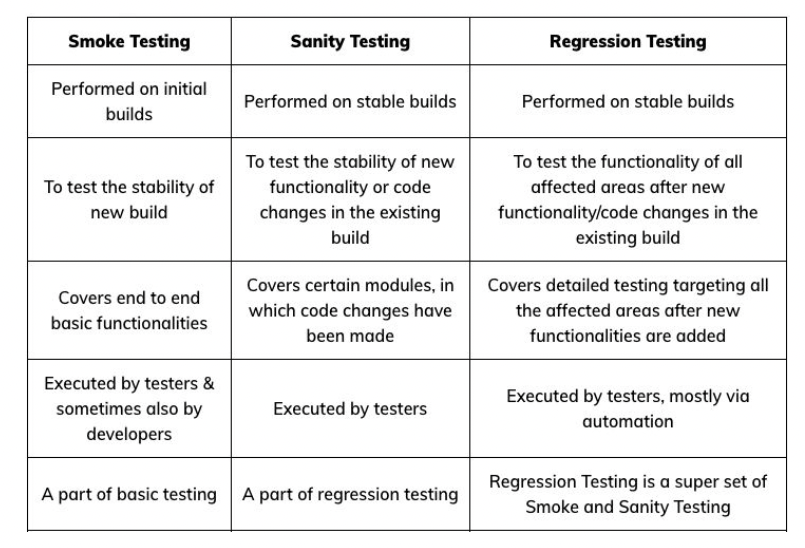 Smoke Testing
Sanity Testing
Regression Testing
Performed on initial
builds
Performed on stable builds
Performed on stable builds
To test the stability of
new build
To test the stability of new
functionality or code
changes in the existing
build
To test the functionality of all
affected areas after new
functionality/code changes in the
existing build
Covers end to end
basic functionalities
Covers certain modules, in
which code changes have
been made
Covers detailed testing targeting all
the affected areas after new
functionalities are added
Executed by testers &
sometimes also by
developers
Executed by testers
Executed by testers, mostly via
automation
A part of basic testing
A part of regression testing
Regression Testing is a super set of
Smoke and Sanity Testing